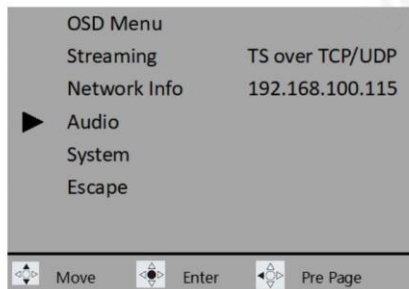 OSD Menu
Streaming TS over TCP/UDP
Network Info 192.168.100.115
Audio
System
Escape
Move Enter Pre Page